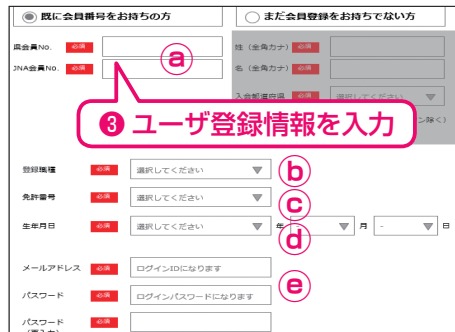 既に会員番号をお持ちの方
まだ会員登録をお持ちでない方
県会員No. 必須
姓（全角カナ） 必須
JNA会員No. 必須
ⓐ
名（全角カナ） 必須
入会都道府県 必須 選択してください
ン除く）
❸ ユーザ登録情報を入力
登録職種 必須 選択してください ⓑ
免許番号 必須 選択してください ⓒ
生年月日 必須 選択してください 年 - 月 - 日
ⓓ
メールアドレス 必須 ログインIDになります
ⓔ
パスワード 必須 ログインパスワードになります
パスワード 必須
（再入力）